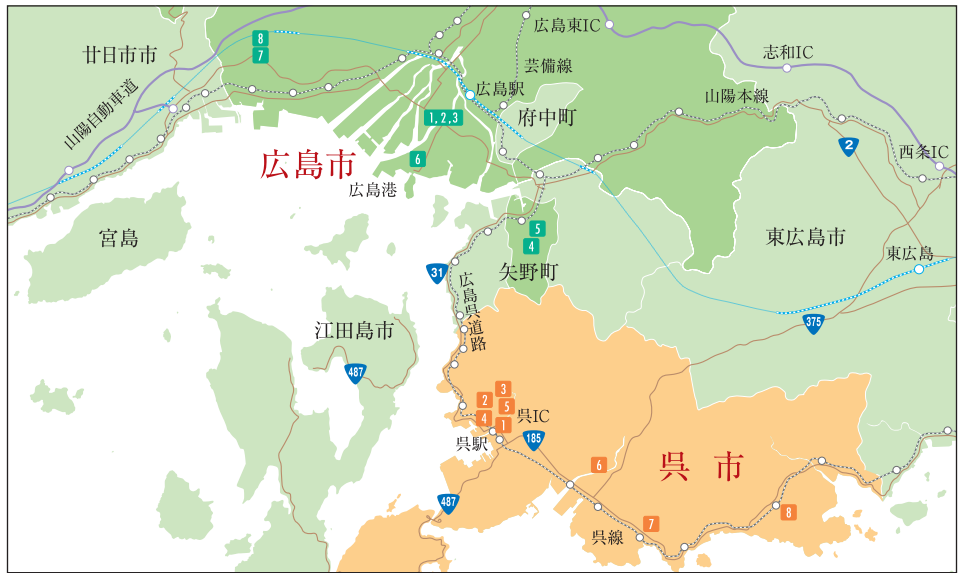 広島東IC
8
7
廿日市市
志和IC
芸備線
山陽自動車道
広島駅
山陽本線
1,2,3
府中町
2
西条IC
広島市
6
広島港
5
4
宮島
東広島市
東広島
矢野町
31
広島呉道路
江田島市
375
487
3
2
5
4
1
呉IC
呉駅
185
呉市
6
487
7
8
呉線